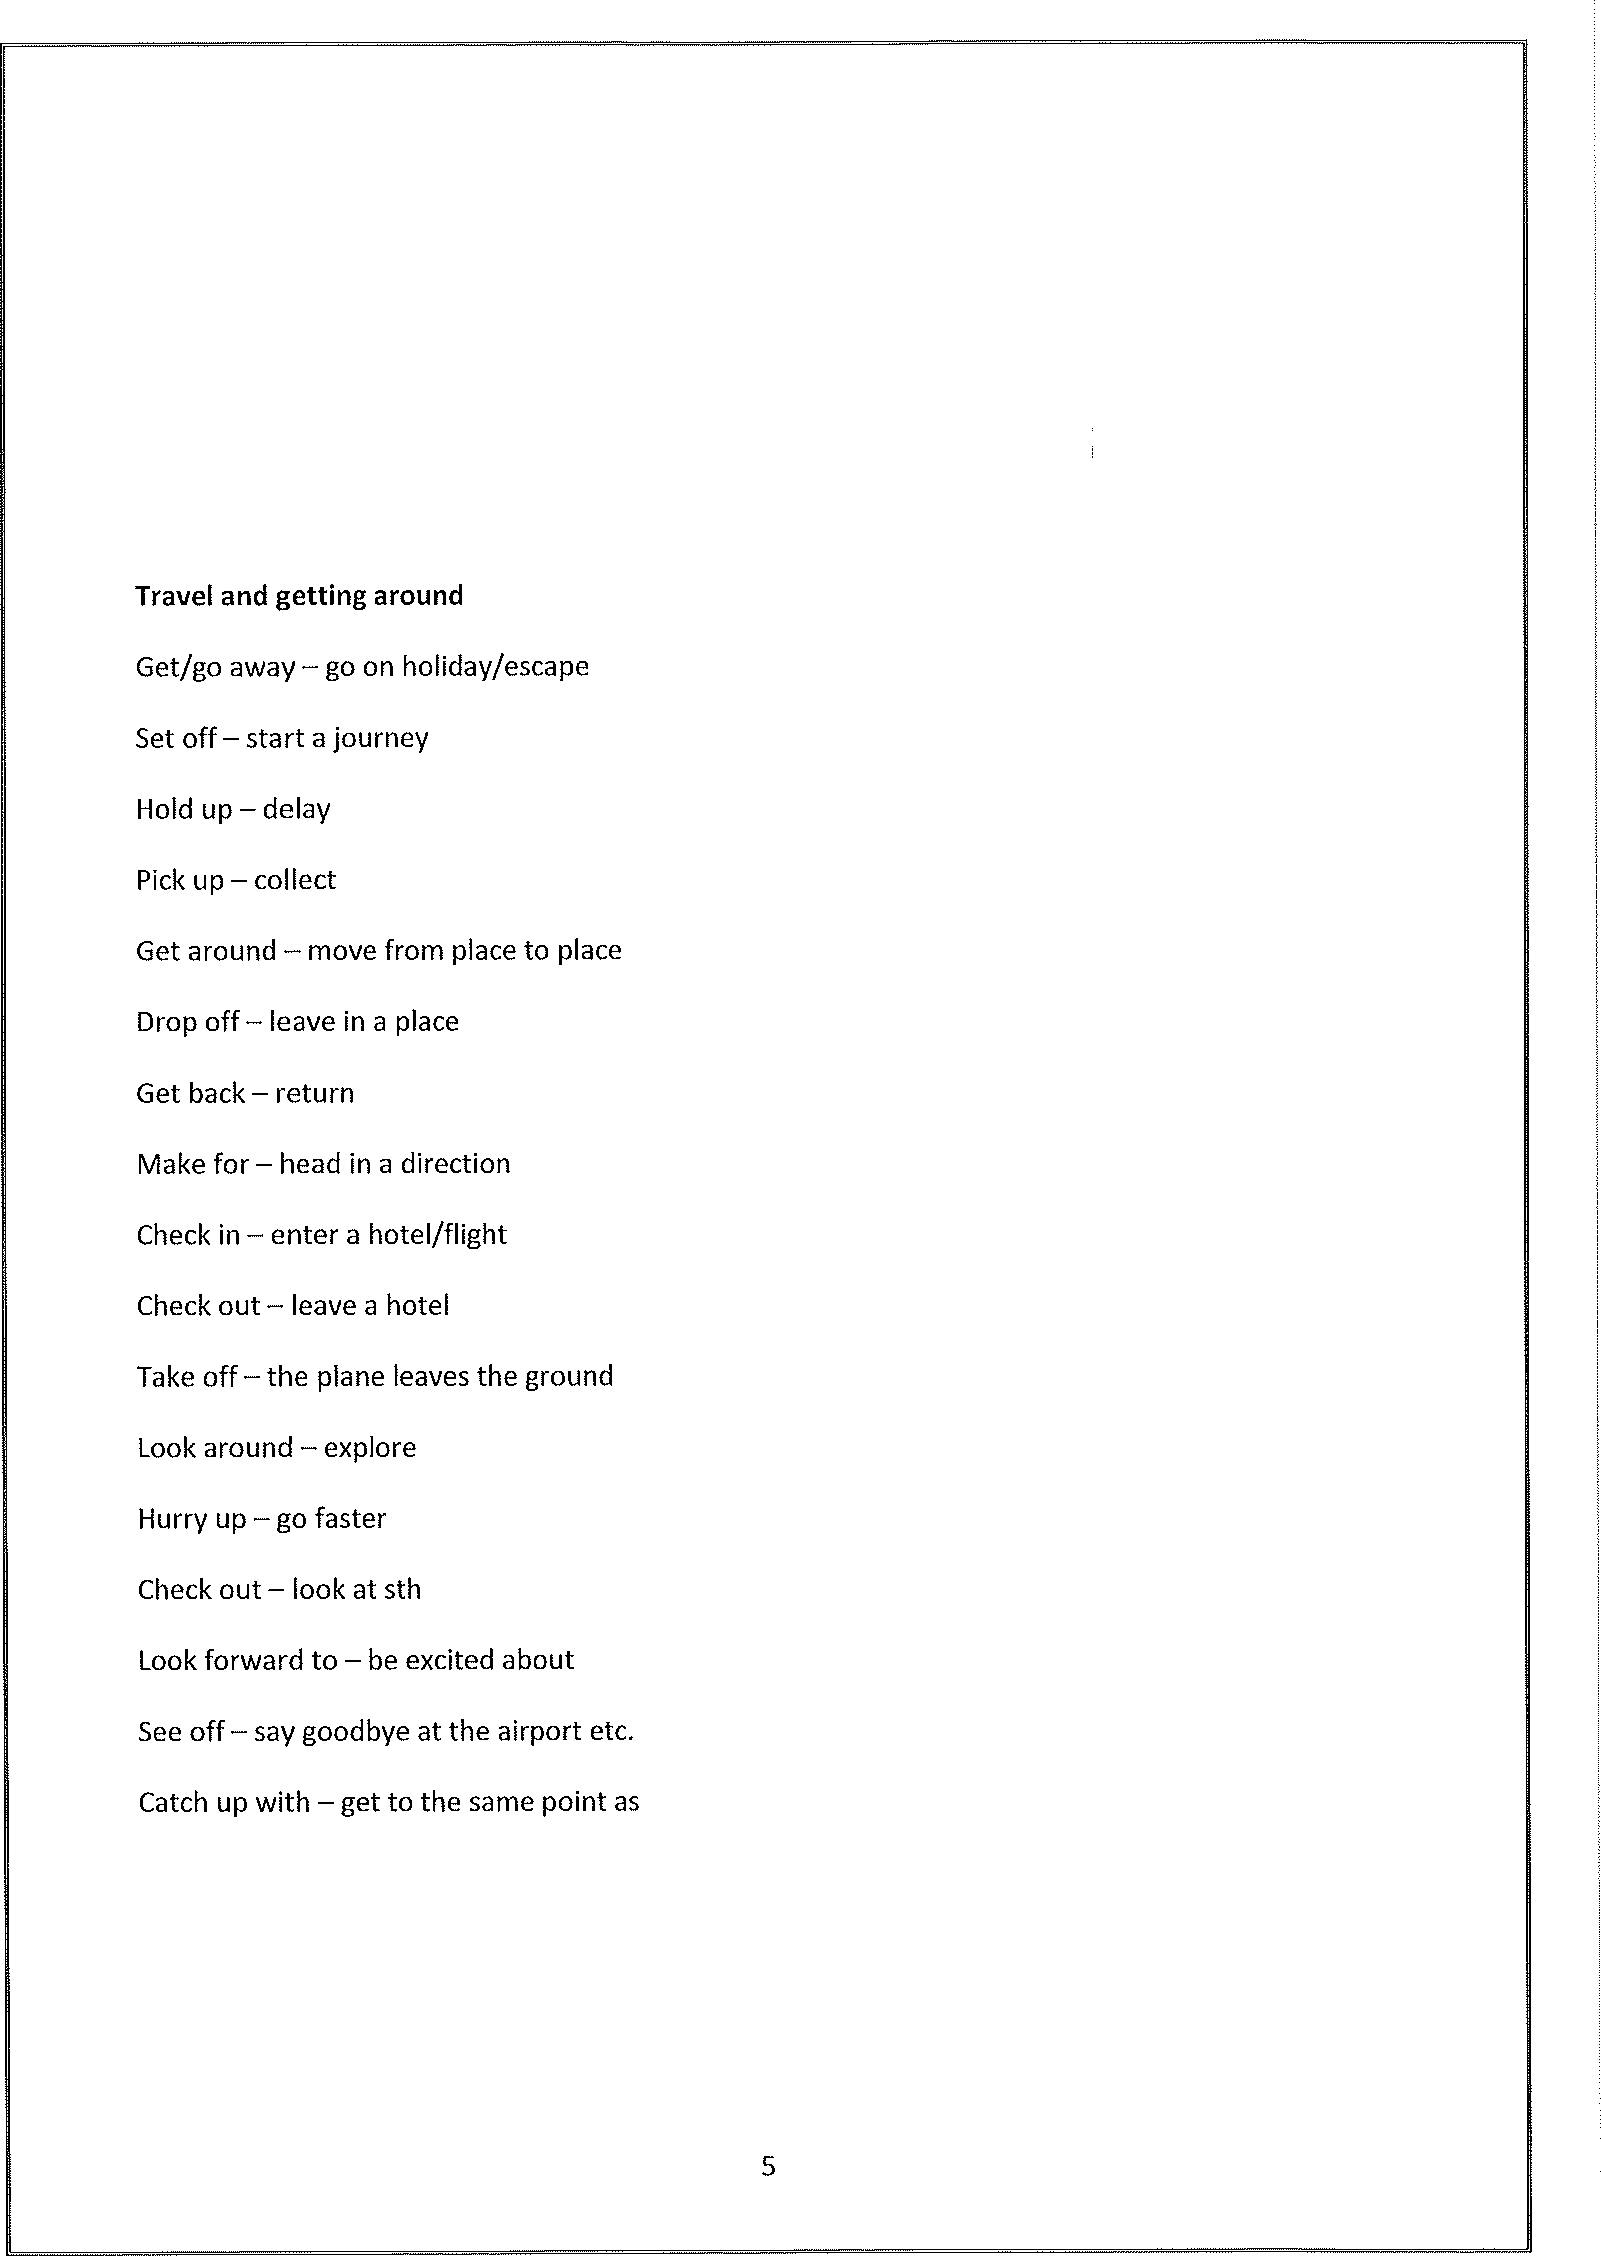 Travel and getting around
Get/go away – go on holiday/escape
Set off – start a journey
Hold up – delay
Pick up – collect
Get around – move from place to place
Drop off – leave in a place
Get back – return
Make for – head in a direction
Check in – enter a hotel/flight
Check out – leave a hotel
Take off – the plane leaves the ground
Look around – explore
Hurry up – go faster
Check out – look at sth
Look forward to – be excited about
See off – say goodbye at the airport etc.
Catch up with – get to the same point as
5